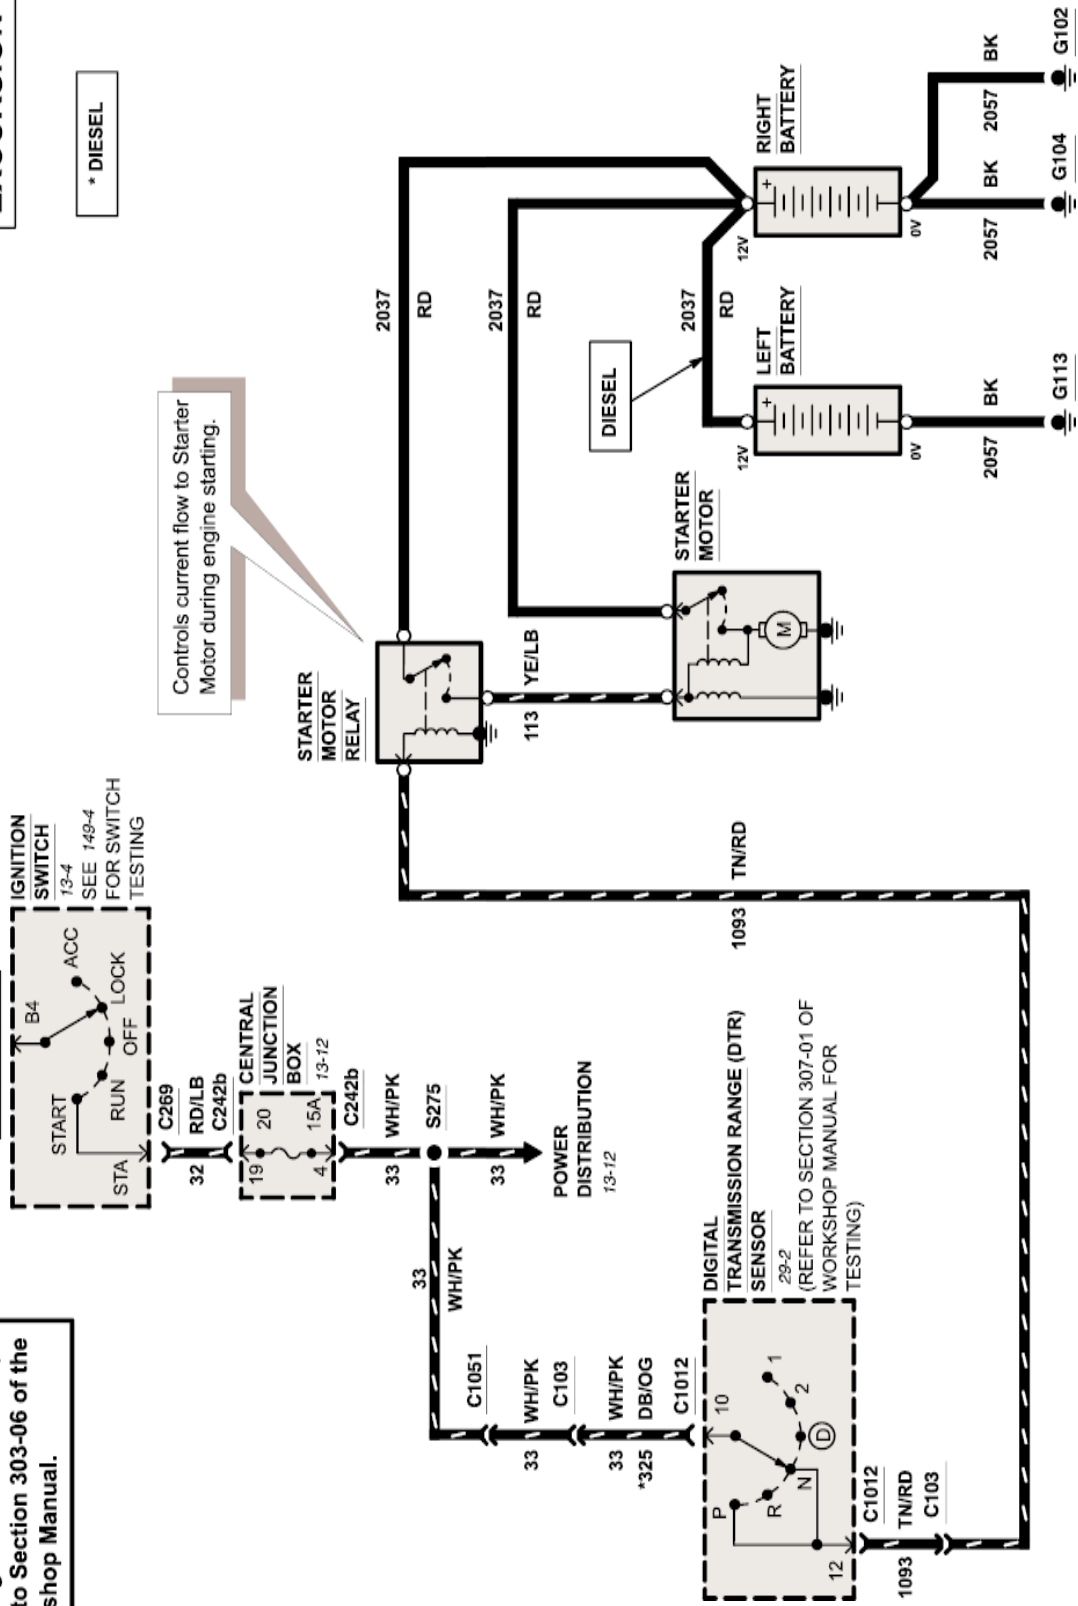 to Section 303-06 of the
shop Manual.
* DIESEL
IGNITION
SWITCH
13-4
SEE 149-4
FOR SWITCH
TESTING
B4
ACC
LOCK
OFF
RUN
START
STA
C269
32
RD/LB
C242b
CENTRAL
JUNCTION
BOX
13-12
19
20
4
15A
C242b
33
WH/PK
S275
33
WH/PK
POWER
DISTRIBUTION
13-12
33
WH/PK
C1051
33
WH/PK
C103
33
WH/PK
*325
DB/OG
C1012
DIGITAL
TRANSMISSION RANGE (DTR)
SENSOR
29-2
(REFER TO SECTION 307-01 OF
WORKSHOP MANUAL FOR
TESTING)
10
P
R
N
D
2
1
12
C1012
1093
TN/RD
C103
1093
TN/RD
Controls current flow to Starter
Motor during engine starting.
STARTER
MOTOR
RELAY
113
YE/LB
STARTER
MOTOR
M
2037
RD
2037
RD
2037
RD
DIESEL
LEFT
BATTERY
12V
+
0V
2057
BK
G113
RIGHT
BATTERY
12V
+
0V
2057
BK
G104
2057
BK
G102